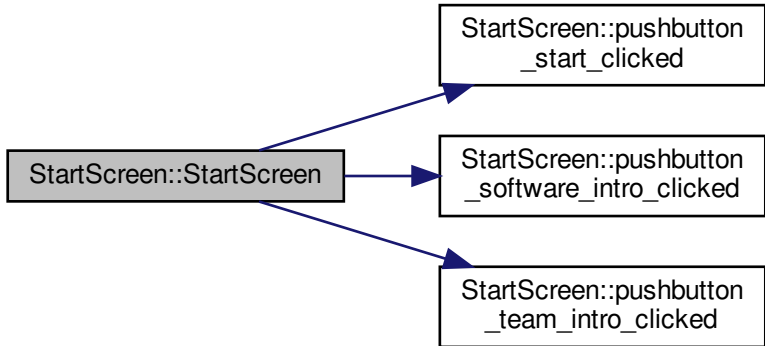 StartScreen::pushbutton
_start_clicked
StartScreen::StartScreen
StartScreen::pushbutton
_software_intro_clicked
StartScreen::pushbutton
_team_intro_clicked